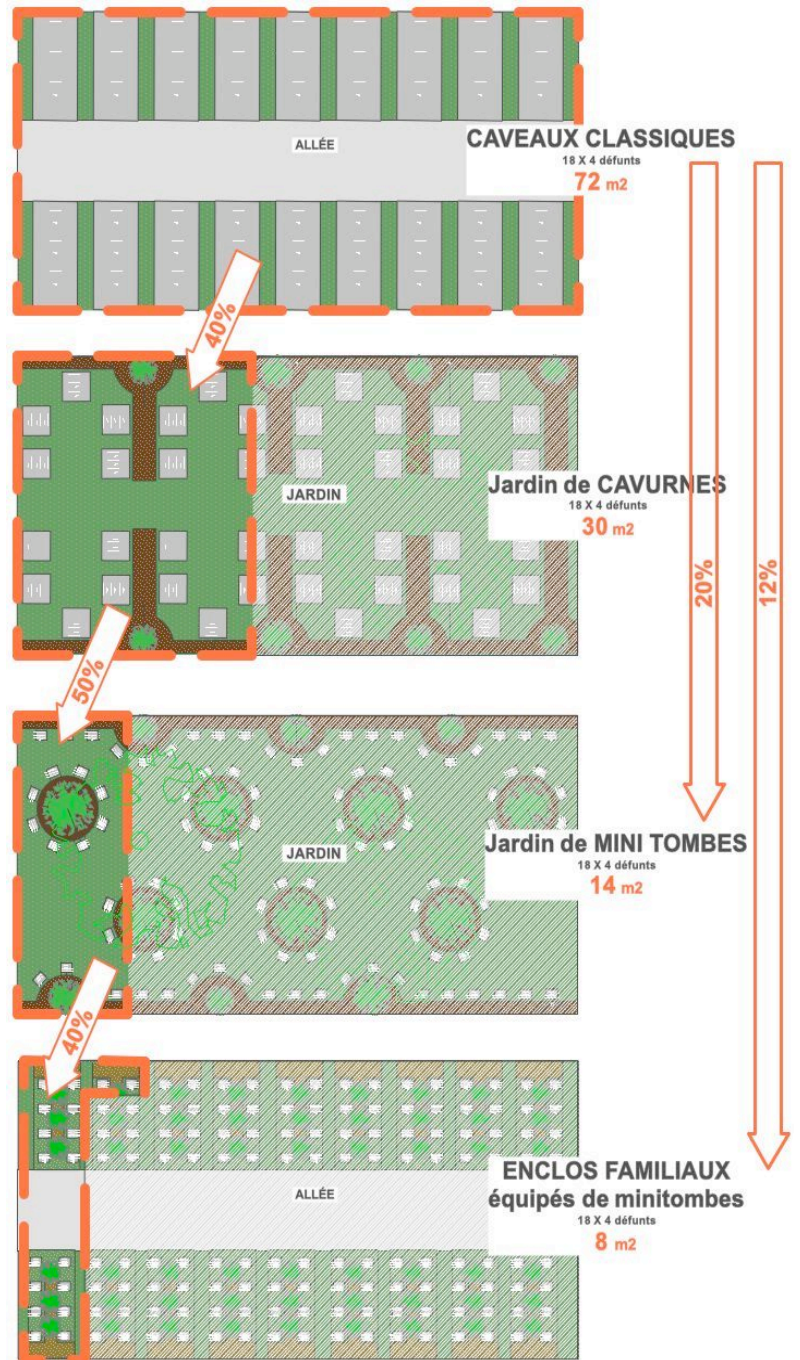 ALLÉE
CAVEAUX CLASSIQUES
18 X 4 défunts
72 m2
40%
JARDIN
Jardin de CAVURNES
18 X 4 défunts
30 m2
20%
12%
50%
JARDIN
Jardin de MINI TOMBES
18 X 4 défunts
14 m2
40%
ALLÉE
ENCLOS FAMILIAUX
équipés de minitombes
18 X 4 défunts
8 m2